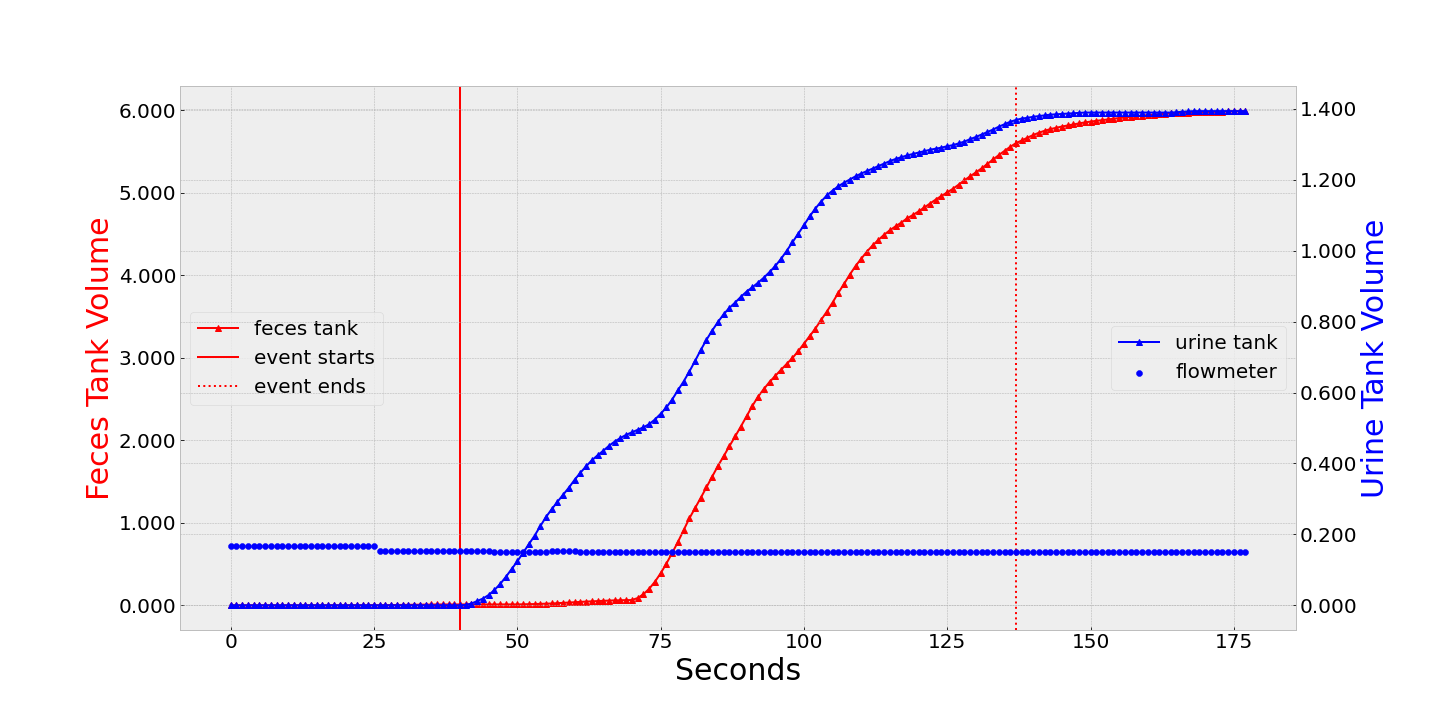 6.000
5.000
4.000
3.000
2.000
1.000
0.000
Feces Tank Volume
feces tank
event starts
event ends
urine tank
flowmeter
1.400
1.200
1.000
0.800
0.600
0.400
0.200
0.000
Urine Tank Volume
0 25 50 75 100 125 150 175
Seconds